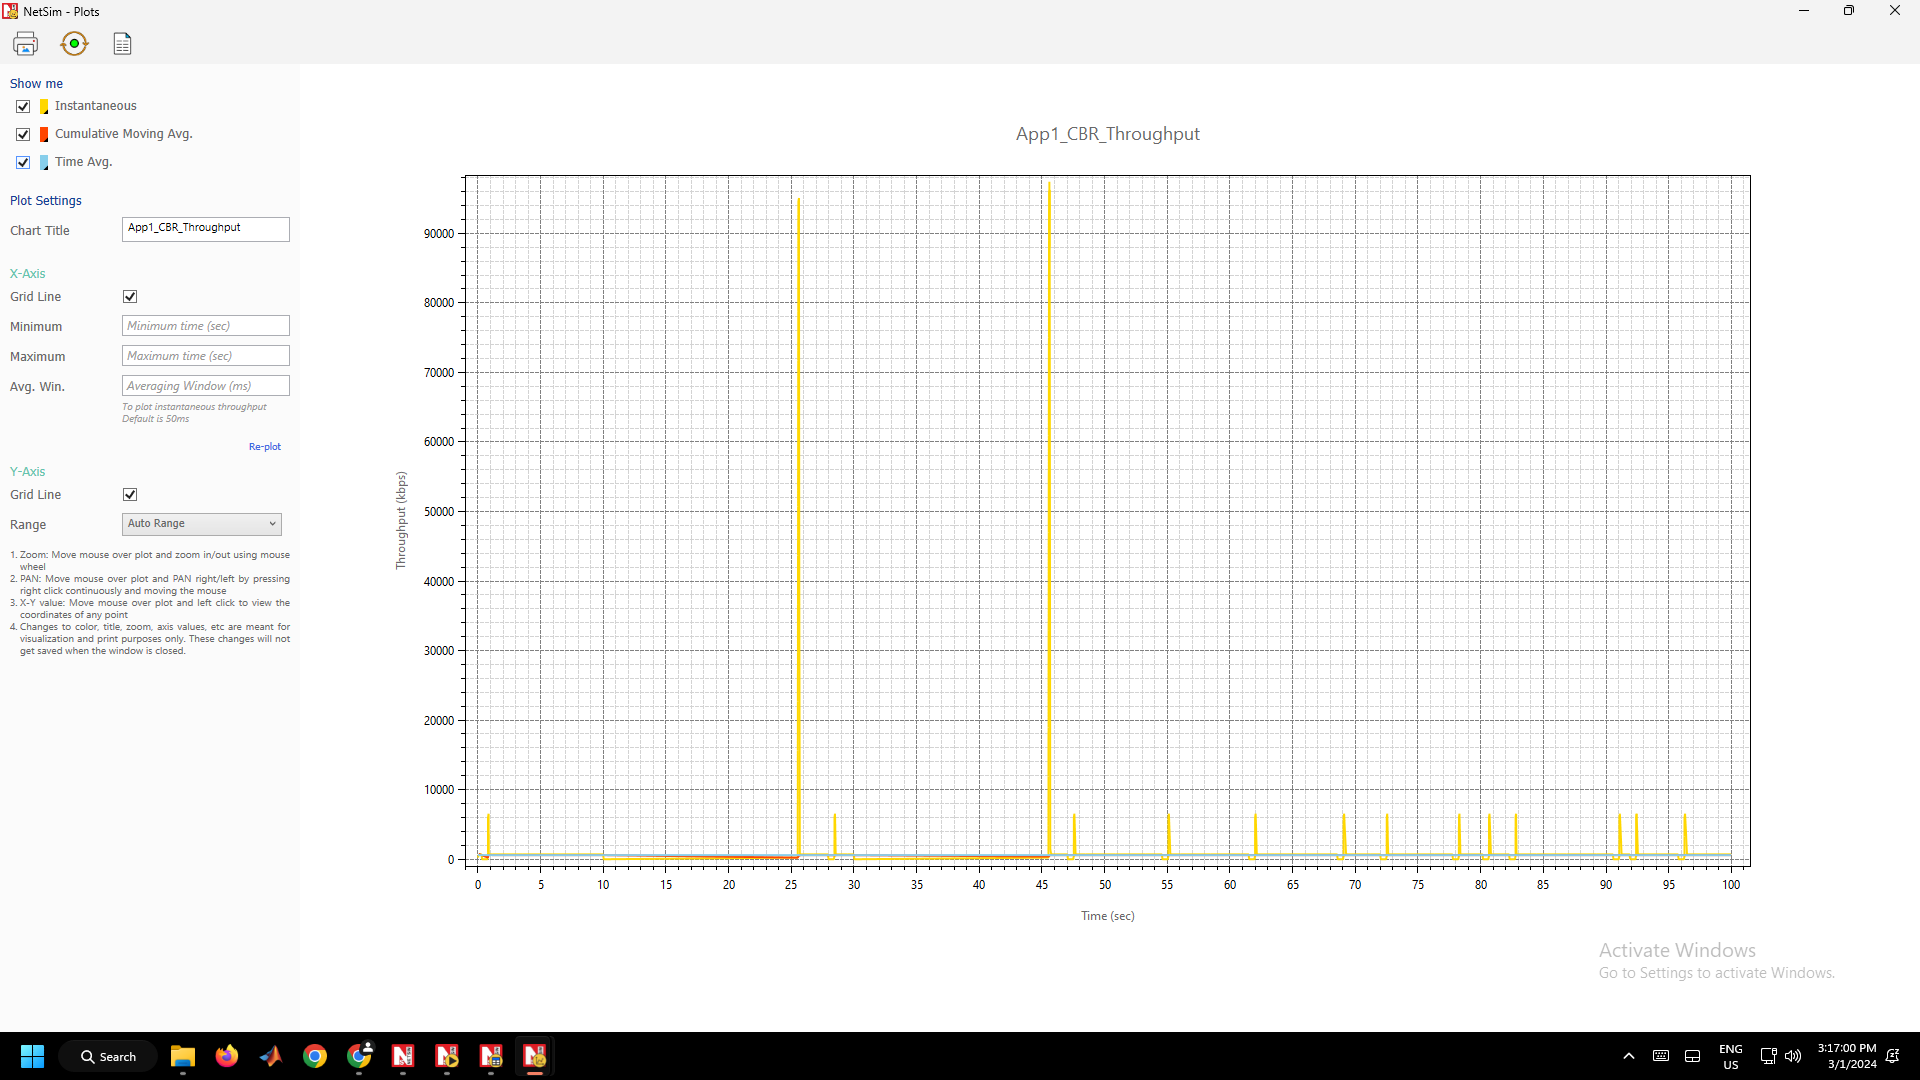 NetSim - Plots
Show me
Instantaneous
Cumulative Moving Avg.
Time Avg.
Plot Settings
Chart Title
App1_CBR_Throughput
X-Axis
Grid Line
Minimum
Minimum time (sec)
Maximum
Maximum time (sec)
Avg. Win.
Averaging Window (ms)
To plot instantaneous throughput
Default is 50ms
Re-plot
Y-Axis
Grid Line
Range
Auto Range
1. Zoom: Move mouse over plot and zoom in/out using mouse
wheel
2. PAN: Move mouse over plot and PAN right/left by pressing
right click continuously and moving the mouse
3. X-Y value: Move mouse over plot and left click to view the
coordinates of any point
4. Changes to color, title, zoom, axis values, etc are meant for
visualization and print purposes only. These changes will not
get saved when the window is closed.
App1_CBR_Throughput
90000
80000
70000
60000
50000
40000
30000
20000
10000
0
Throughput (kbps)
0 5 10 15 20 25 30 35 40 45 50 55 60 65 70 75 80 85 90 95 100
Time (sec)
Activate Windows
Go to Settings to activate Windows.
Search
ENG
US
3:17:00 PM
3/1/2024